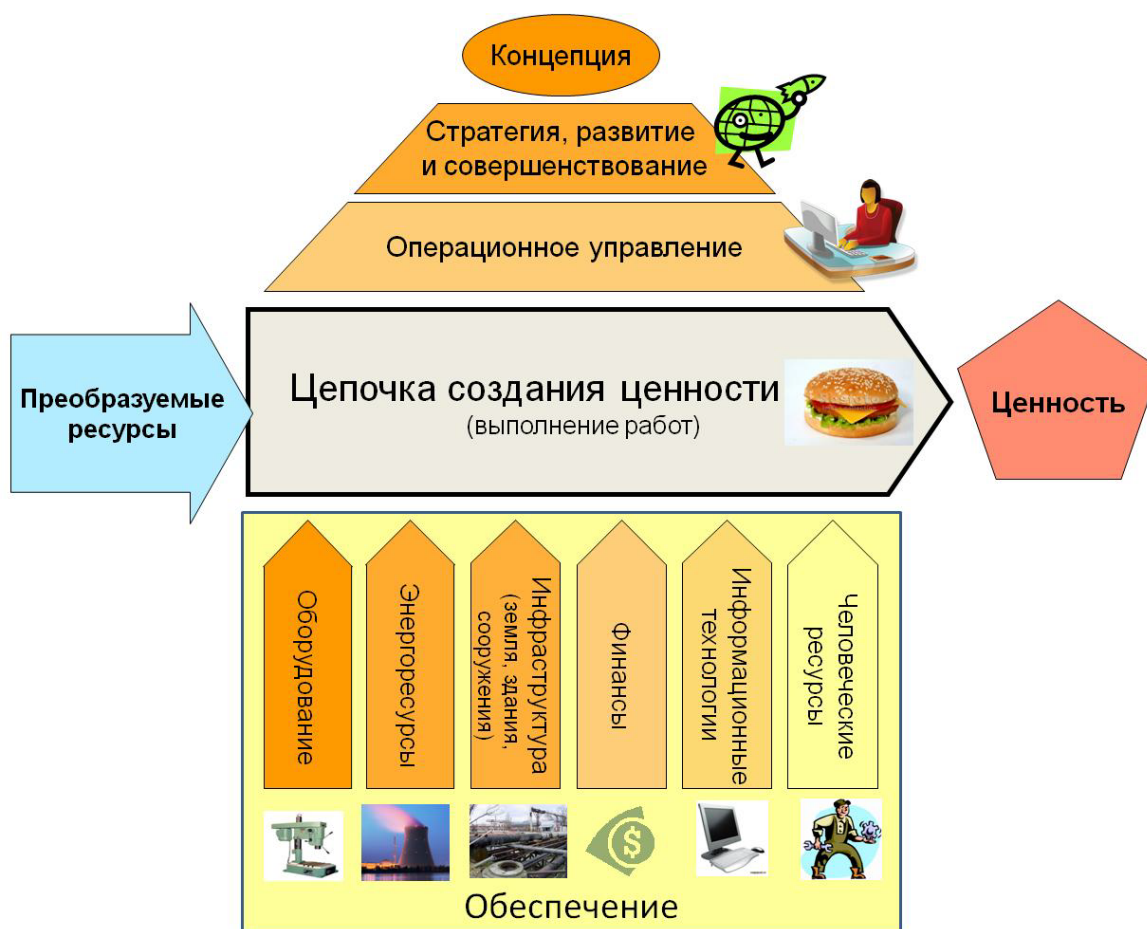 Концепция
Стратегия, развитие
и совершенствование
Операционное управление
Преобразуемые
ресурсы
Цепочка создания ценности
(выполнение работ)
Ценность
Оборудование
Энергоресурсы
Инфраструктура
(земля, здания,
сооружения)
Финансы
Информационные
технологии
Человеческие
ресурсы
$
Обеспечение